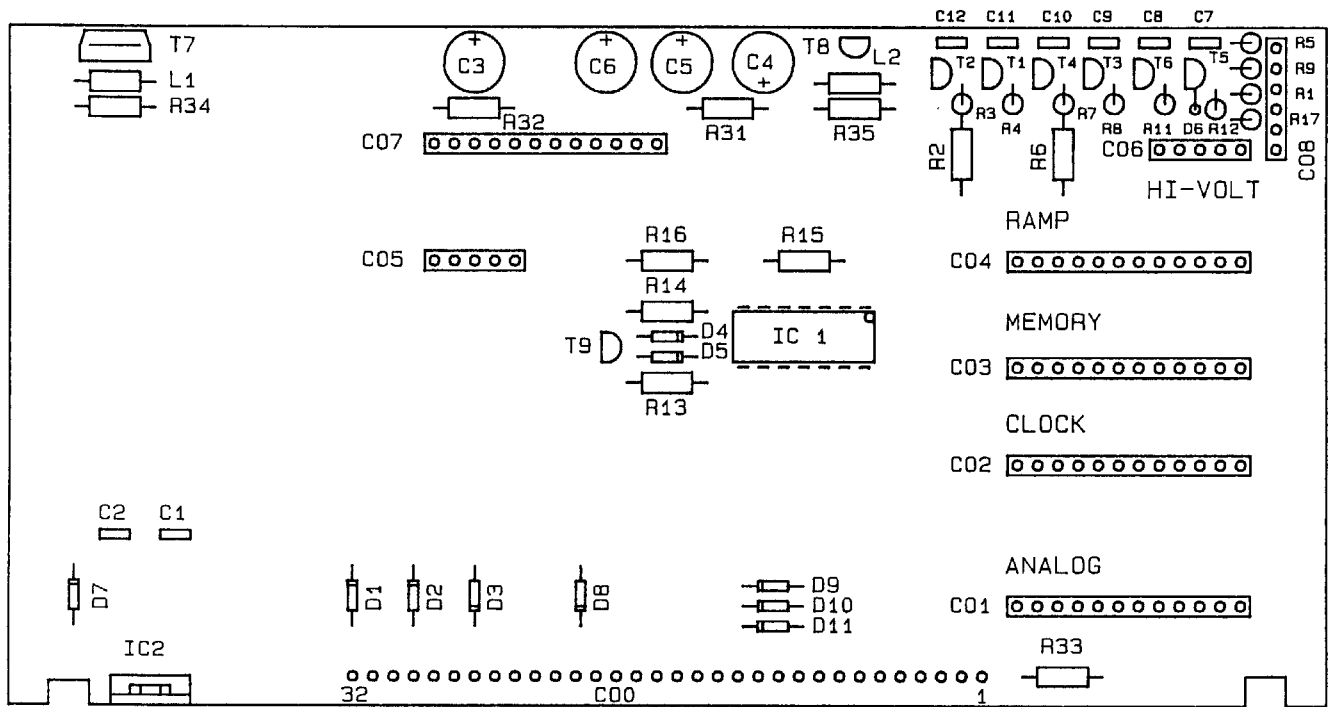 C12 C11 C10 C9 C8 C7
T7 C3 C6 C5 C4 T8 L2 R5
L1 T2 T1 T4 T3 T6 T5 R9
R34 R32 R31 R35 R3 R4 R7 R8 R11 D6 R12 R1
R17
C07 R2 R6 C06 C08
HI-VOLT
RAMP
C05 R16 R15 C04
R14
MEMORY
T9 D4 IC 1
D5
C03
R13
CLOCK
C02
C2 C1
ANALOG
D7 D1 D2 D3 D8 D9
D10 C01
D11
IC2 R33
32 C00 1